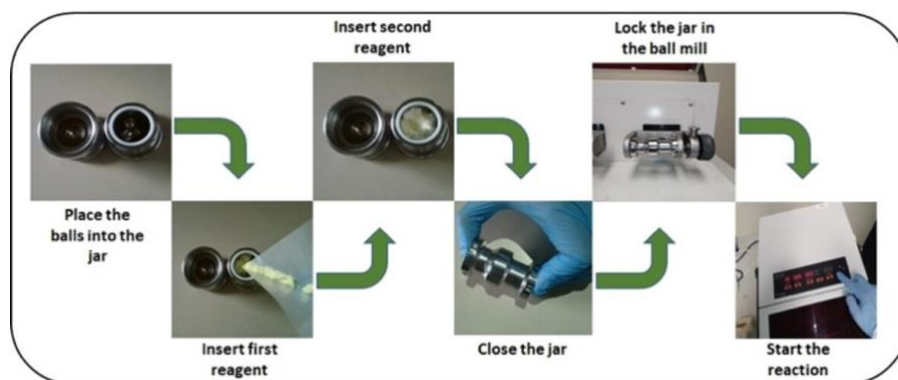 Place the
balls into the
jar
Insert first
reagent
Insert second
reagent
Close the jar
Lock the jar in
the ball mill
Start the
reaction